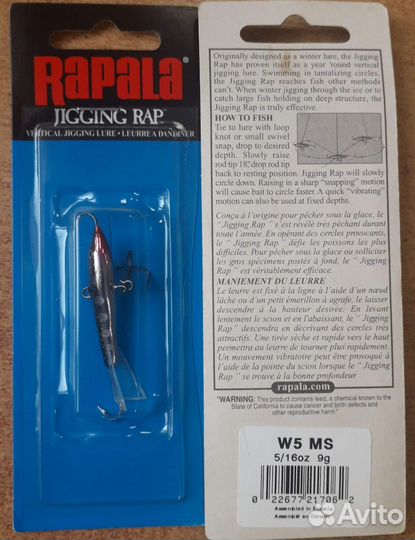 RAPALA®
JIGGING RAP™
VERTICAL JIGGING LURE • LEURRE A DANDINER
Originally designed as a winter lure, the Jigging
Rap has proven itself as a year 'round vertical
jigging lure. Swimming in tantalizing circles,
the Jigging Rap reaches fish other methods
can't. When winter jigging through the ice or to
catch large fish holding on deep structure, the
Jigging Rap is truly effective.
HOW TO FISH
Tie to lure with loop
knot or small swivel
snap, drop to desired
depth. Slowly raise
rod tip 18", drop rod tip
back to resting position. Jigging Rap will slowly
circle down. Raising in a sharp "snapping" motion
will cause bait to circle faster. A quick "vibrating"
motion can also be used at fixed depths.
Conçu à l'origine pour pêcher sous la glace, le
"Jigging Rap" s'est révélé très pêchant durant
toute l'année. En opérant des cercles provocants,
le "Jigging Rap" défie les poissons les plus
difficiles. Pour pêcher sous la glace ou solliciter
les gros spécimens postés à fond, le "Jigging
Rap" est véritablement efficace.
MANIEMENT DU LEURRE
Le leurre est fixé à la ligne à l'aide d'un nœud
lâche ou d'un petit émerillon à agrafe, le laisser
descendre à la hauteur désirée. En levant
lentement le scion et en l'abaissant, le "Jigging
Rap" descendra en décrivant des cercles très
attractifs. Une tirée sèche et rapide vers le haut
permettra au leurre de tourner plus rapidement.
Un mouvement vibratoire peut être provoqué à
l'aide de la pointe du scion lorsque le "Jigging
Rap" se trouve à la bonne profondeur.
rapala.com
"WARNING: This product contains lead, a chemical known to the
State of California to cause cancer and birth defects and
other reproductive harm."
W5 MS
5/16oz 9g
0 22677 21706 2
Assembled in
Assemblé en
Avito